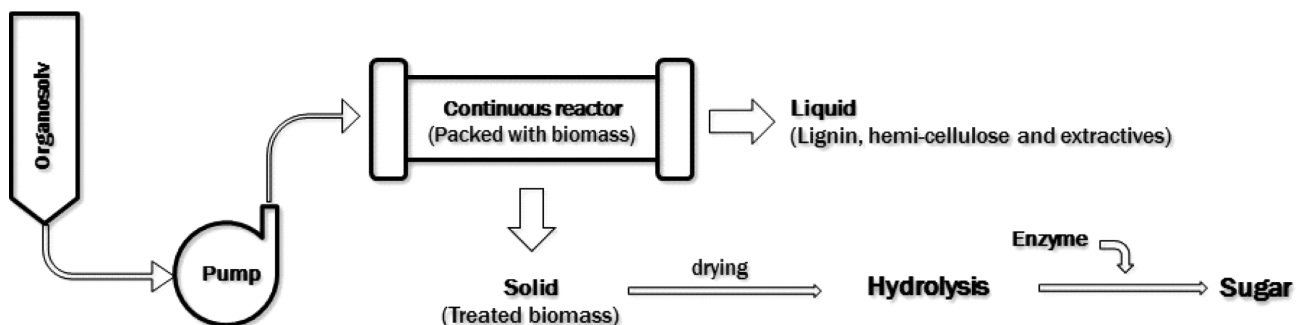 Organosolv
Pump
Continuous reactor
(Packed with biomass)
Liquid
(Lignin, hemi-cellulose and extractives)
Solid
(Treated biomass)
drying
Hydrolysis
Enzyme
Sugar